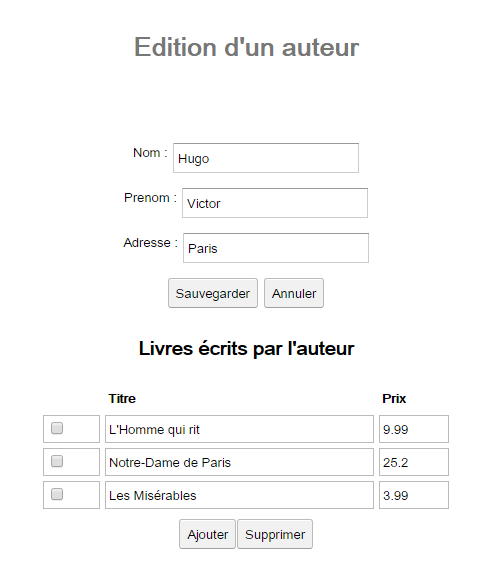 Edition d'un auteur
Nom : Hugo
Prenom : Victor
Adresse : Paris
Sauvegarder Annuler
Livres écrits par l'auteur
Titre Prix
L'Homme qui rit 9.99
Notre-Dame de Paris 25.2
Les Misérables 3.99
Ajouter Supprimer